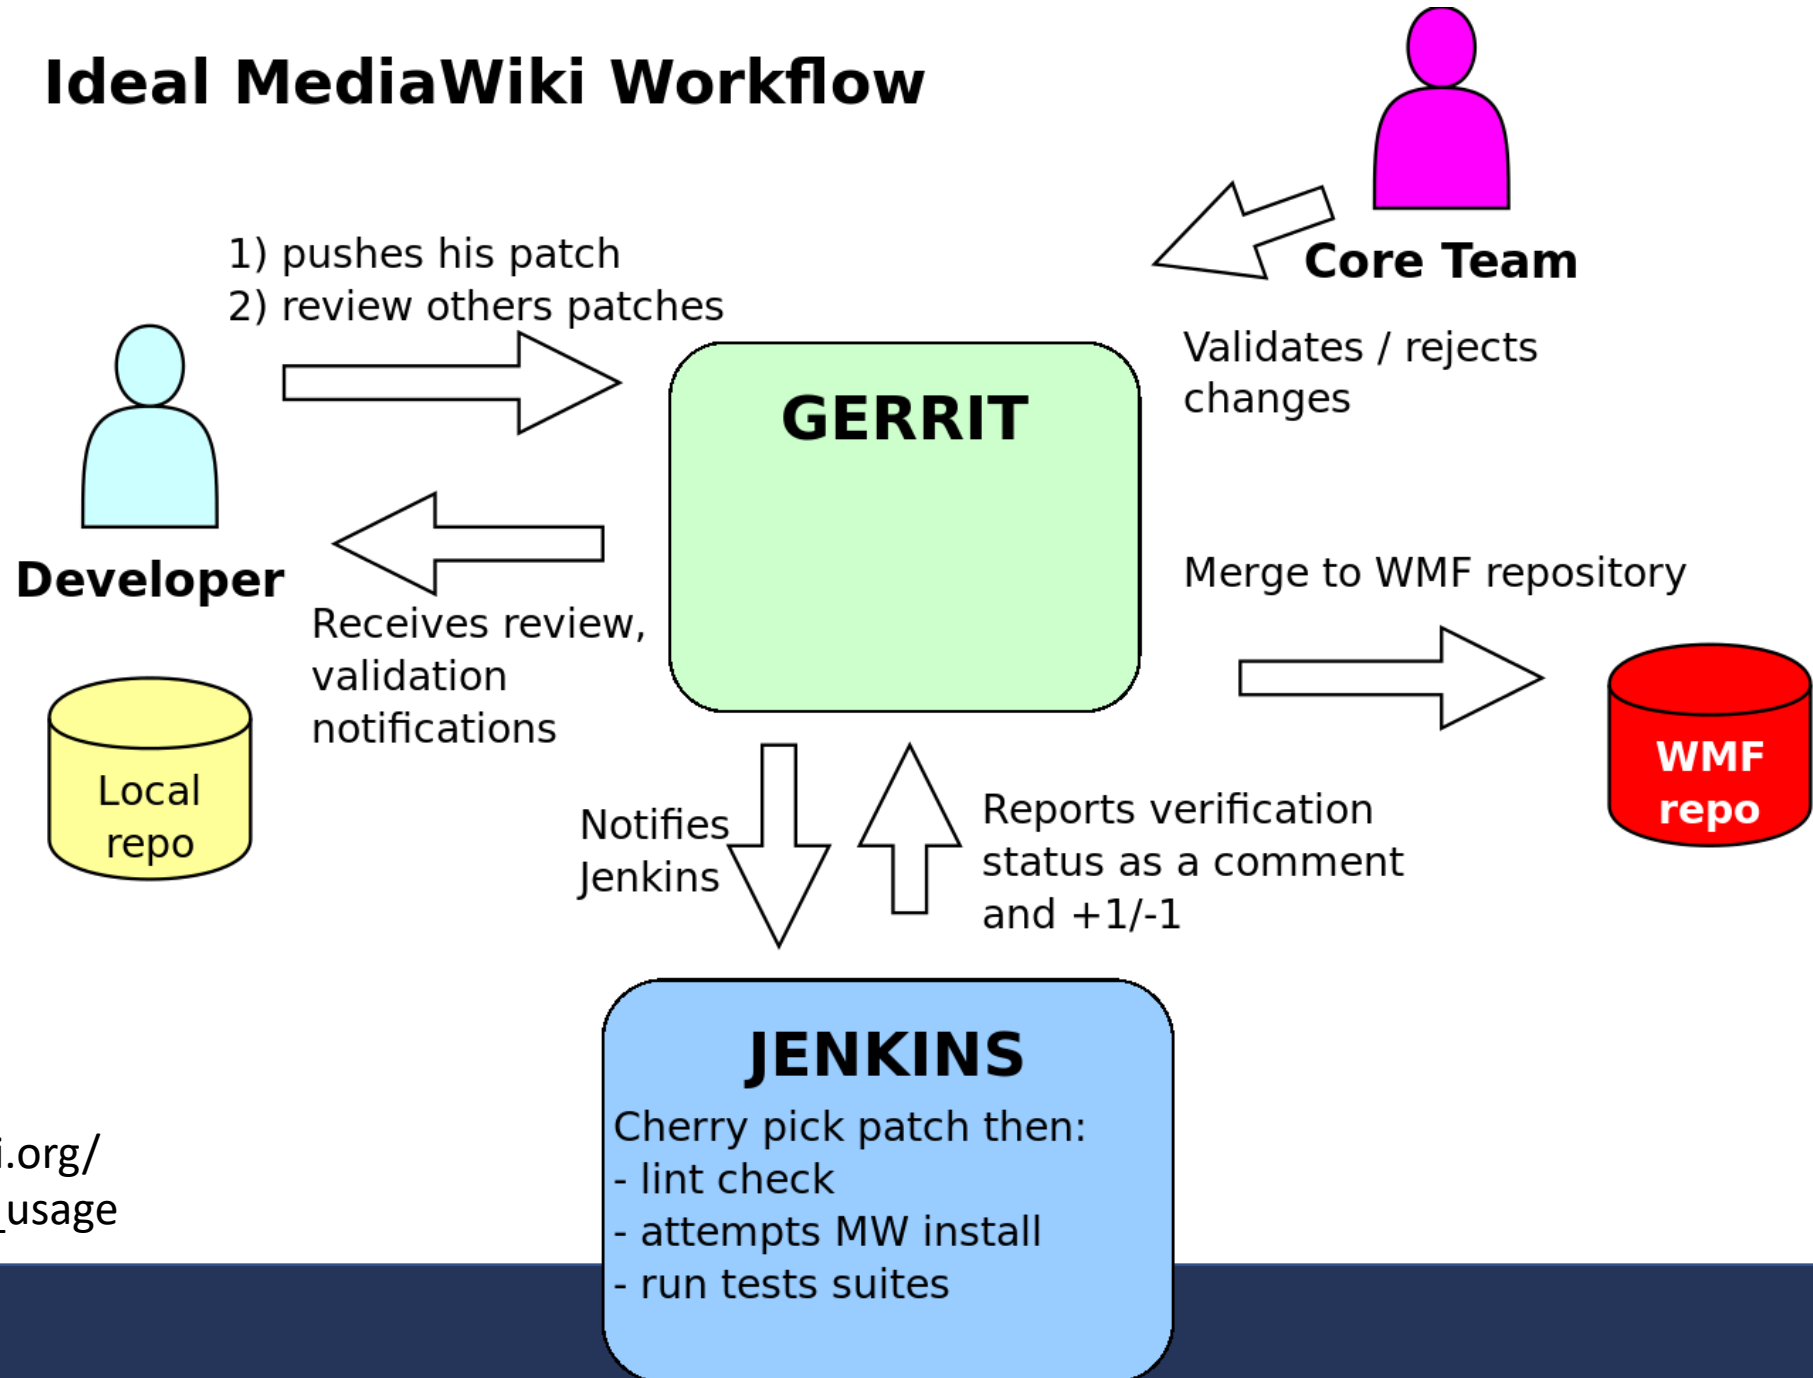 Ideal MediaWiki Workflow
Core Team
1) pushes his patch
2) review others patches
Validates / rejects
changes
GERRIT
Developer
Receives review,
validation
notifications
Merge to WMF repository
Local
repo
WMF
repo
Notifies
Jenkins
Reports verification
status as a comment
and +1/-1
JENKINS
Cherry pick patch then:
- lint check
- attempts MW install
- run tests suites
i.org/
_usage